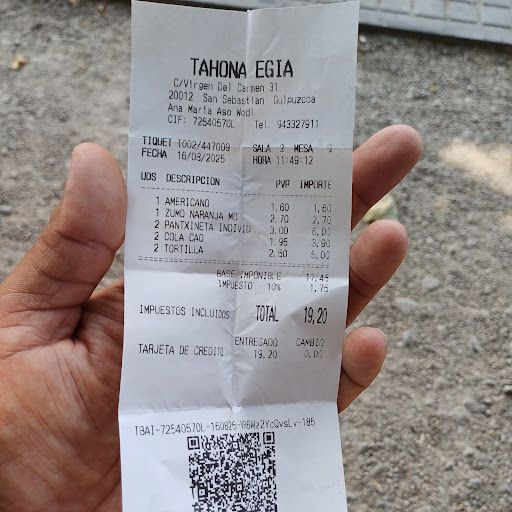 TAHONA EGIA
C/Virgen Del Carmen 31
20012 San Sebastian Guipuzcoa
Ana Maria Aso Wodl
CIF: 72540570L Tel. 943327911
TIQUET T002/447009 SALA 2 MESA
FECHA 16/08/2025 HORA 11:49:12
UDS DESCRIPCION PVP IMPORTE
1 AMERICANO 1,60 1,60
1 ZUMO NARANJA MD 2,70 2,70
2 PANTXINETA INDIVID 3,00 6,00
2 COLA CAO 1,95 3,90
2 TORTILLA 2,50 5,00
BASE IMPONIBLE 17,45
IMPUESTO 10% 1,75
IMPUESTOS INCLUIDOS TOTAL 19,20
ENTREGADO CAMBIO
TARJETA DE CREDITO 19,20 0,00